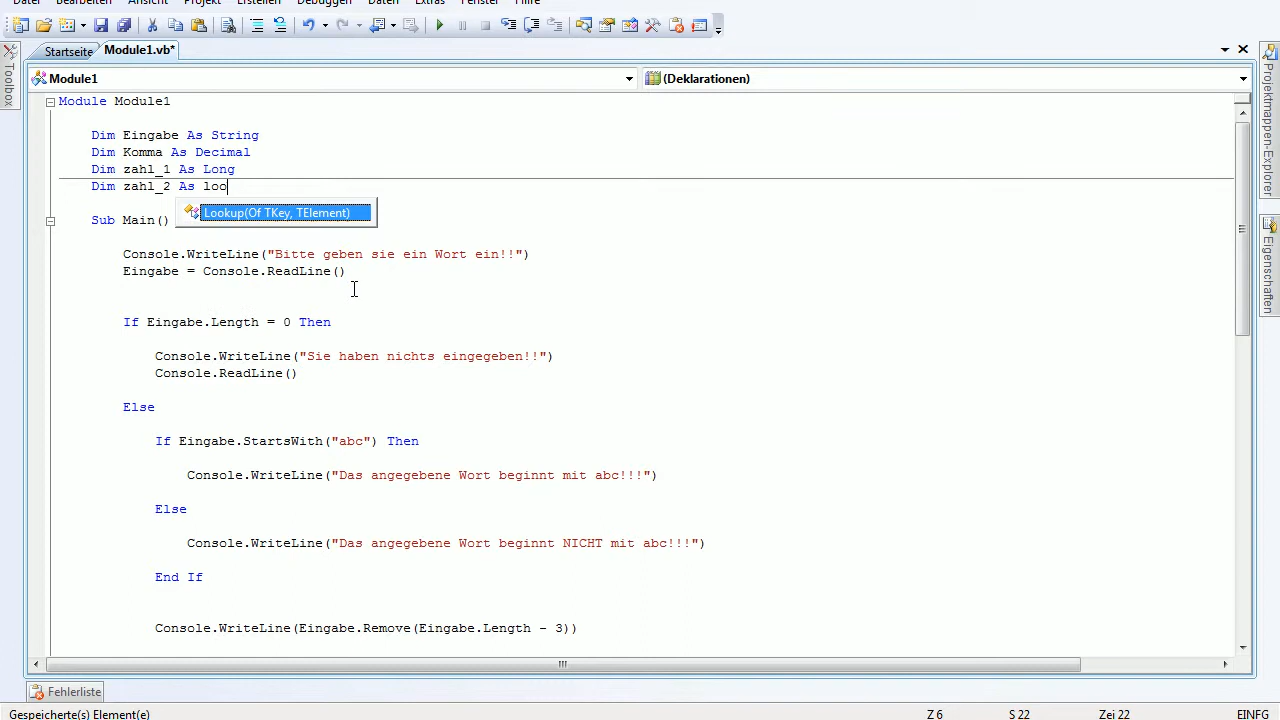 Datei Bearbeiten Ansicht Projekt Erstellen Debuggen Daten Extras Fenster Hilfe
Startseite Module1.vb*
Toolbox
Module1 (Deklarationen)
Projektmappen-Explorer
Eigenschaften
Module Module1
Dim Eingabe As String
Dim Komma As Decimal
Dim zahl_1 As Long
Dim zahl_2 As loo
Lookup(Of TKey, TElement)
Sub Main()
Console.WriteLine("Bitte geben sie ein Wort ein!!")
Eingabe = Console.ReadLine()
If Eingabe.Length = 0 Then
Console.WriteLine("Sie haben nichts eingegeben!!")
Console.ReadLine()
Else
If Eingabe.StartsWith("abc") Then
Console.WriteLine("Das angegebene Wort beginnt mit abc!!!")
Else
Console.WriteLine("Das angegebene Wort beginnt NICHT mit abc!!!")
End If
Console.WriteLine(Eingabe.Remove(Eingabe.Length - 3))
Fehlerliste
Gespeicherte(s) Element(e) Z 6 S 22 Zei 22 EINFG